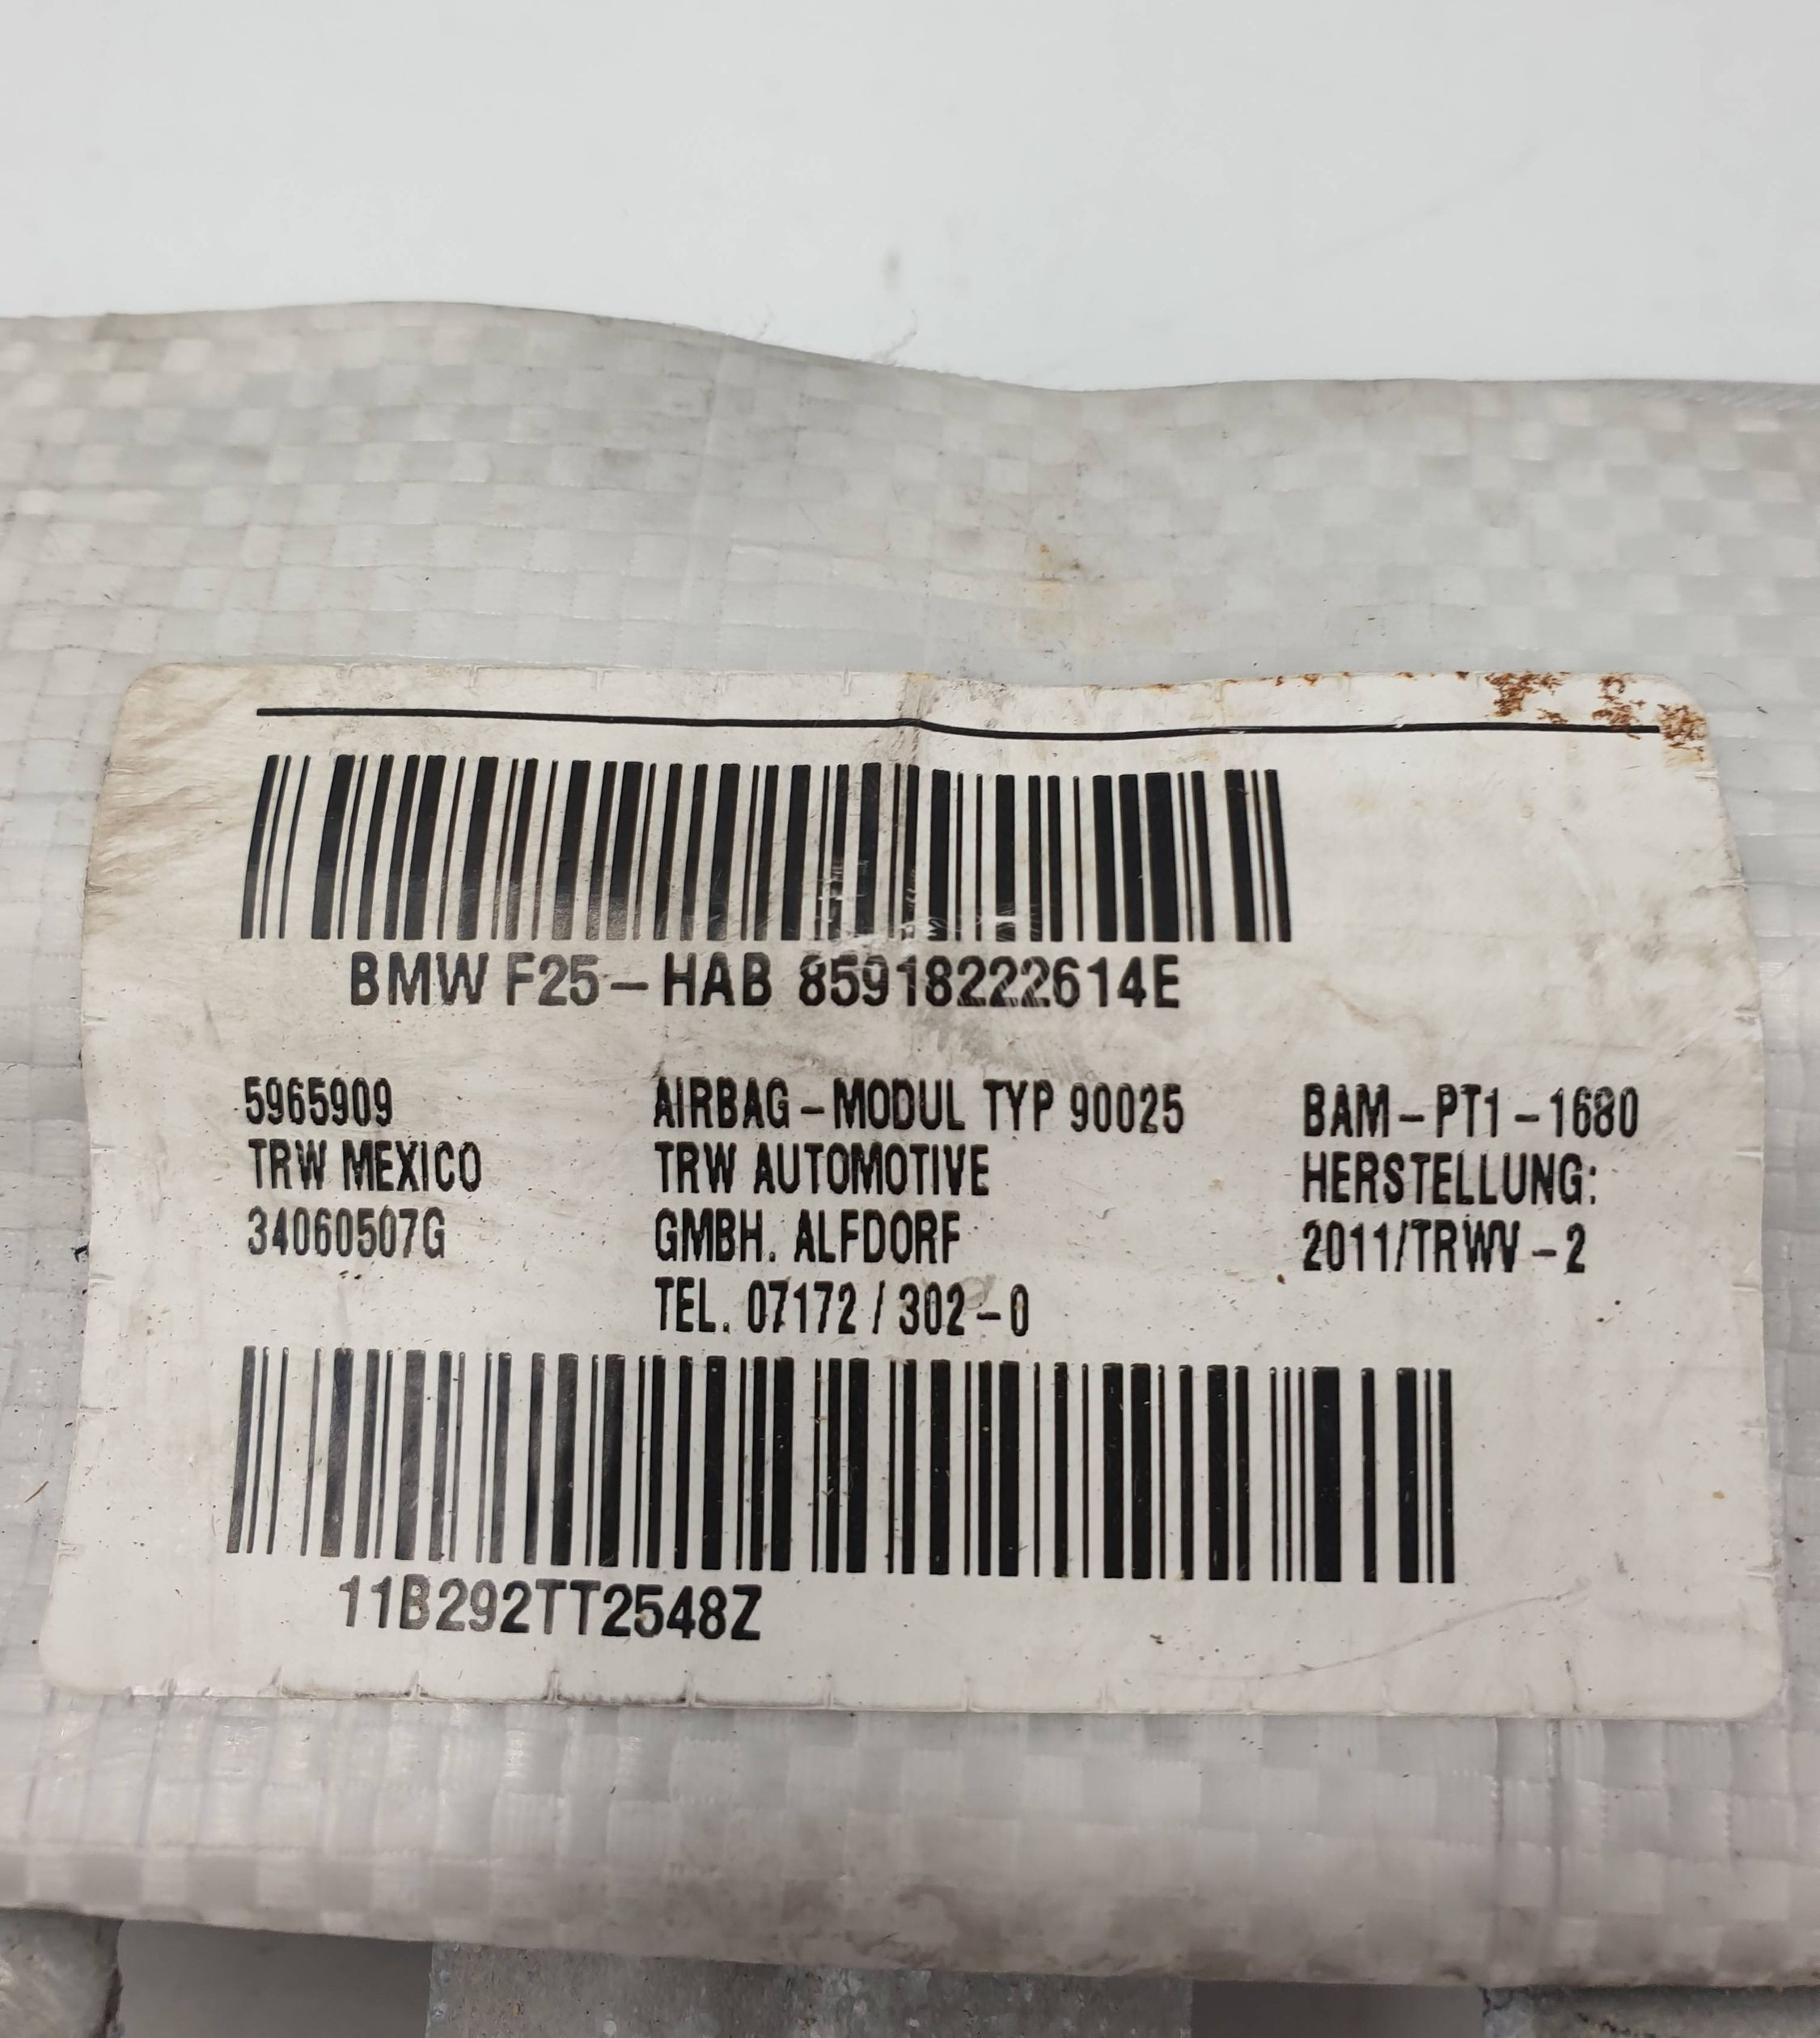 BMW F25-HAB 85918222614E
5965909
TRW MEXICO
34060507G
AIRBAG-MODUL TYP 90025
TRW AUTOMOTIVE
GMBH. ALFDORF
TEL. 07172/302-0
BAM-PT1-1680
HERSTELLUNG:
2011/TRWV-2
11B292TT2548Z